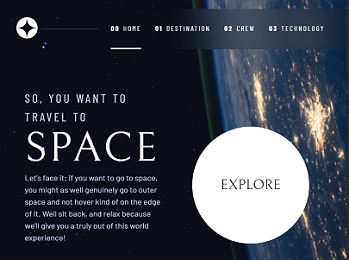 00 HOME 01 DESTINATION 02 CREW 03 TECHNOLOGY
SO, YOU WANT TO
TRAVEL TO
SPACE
Let's face it; if you want to go to space,
you might as well genuinely go to outer
space and not hover kind of on the edge
of it. Well sit back, and relax because
we'll give you a truly out of this world
experience!
EXPLORE